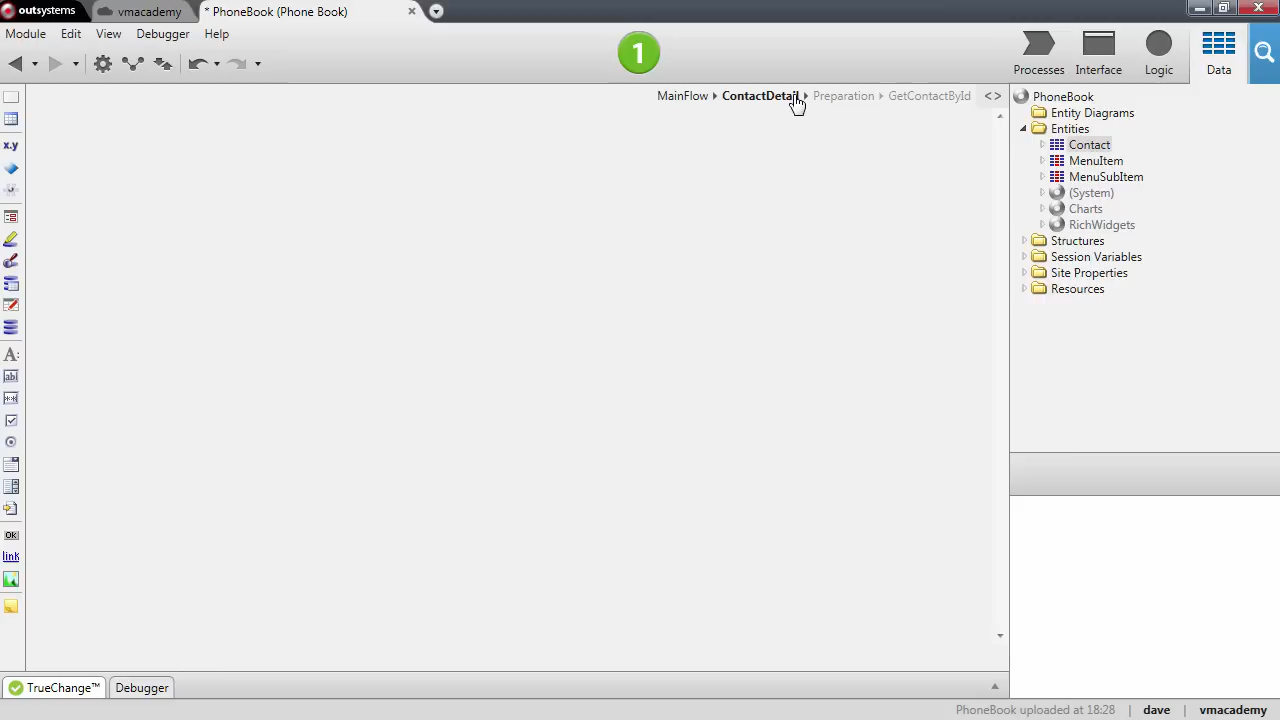 outsystems
vmacademy
* PhoneBook (Phone Book)
Module Edit View Debugger Help
1
Processes Interface Logic Data
MainFlow ContactDetail Preparation GetContactById <>
PhoneBook
Entity Diagrams
Entities
Contact
MenuItem
MenuSubItem
(System)
Charts
RichWidgets
Structures
Session Variables
Site Properties
Resources
x.y
A:
ab
OK
link
TrueChange™ Debugger
PhoneBook uploaded at 18:28 | dave | vmacademy